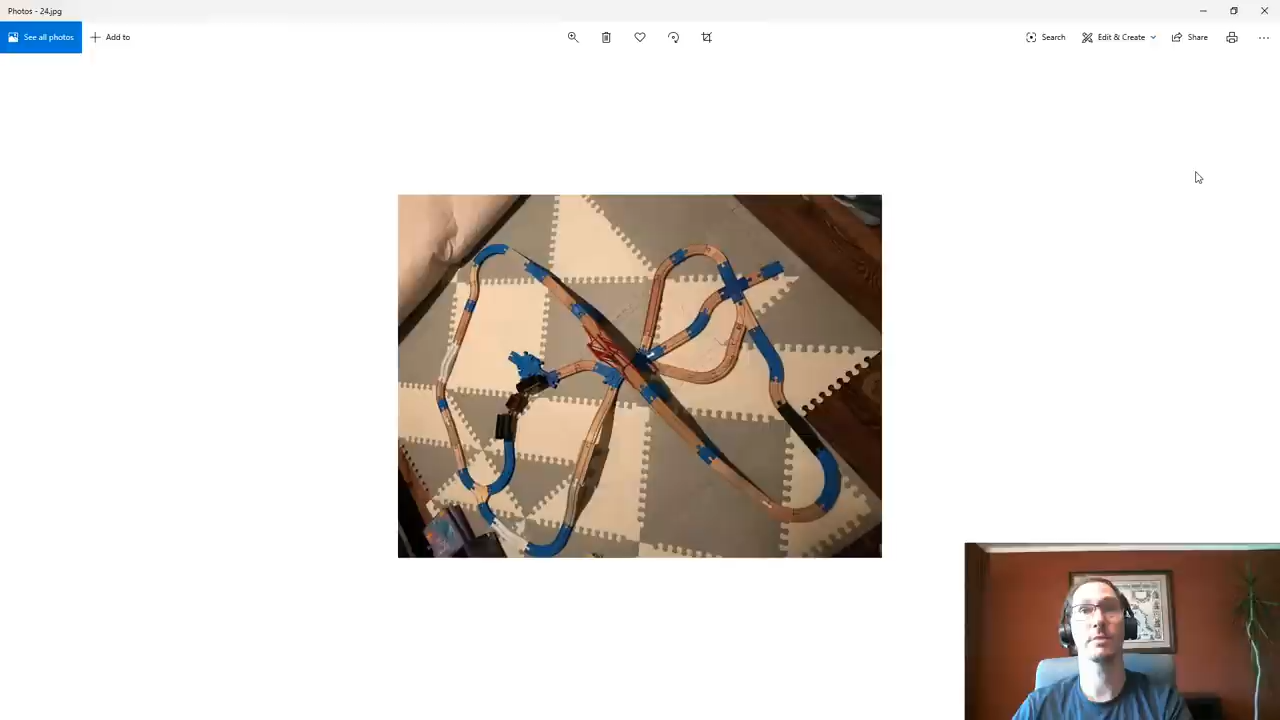 Photos - 24.jpg
See all photos
Add to
Search
Edit & Create
Share